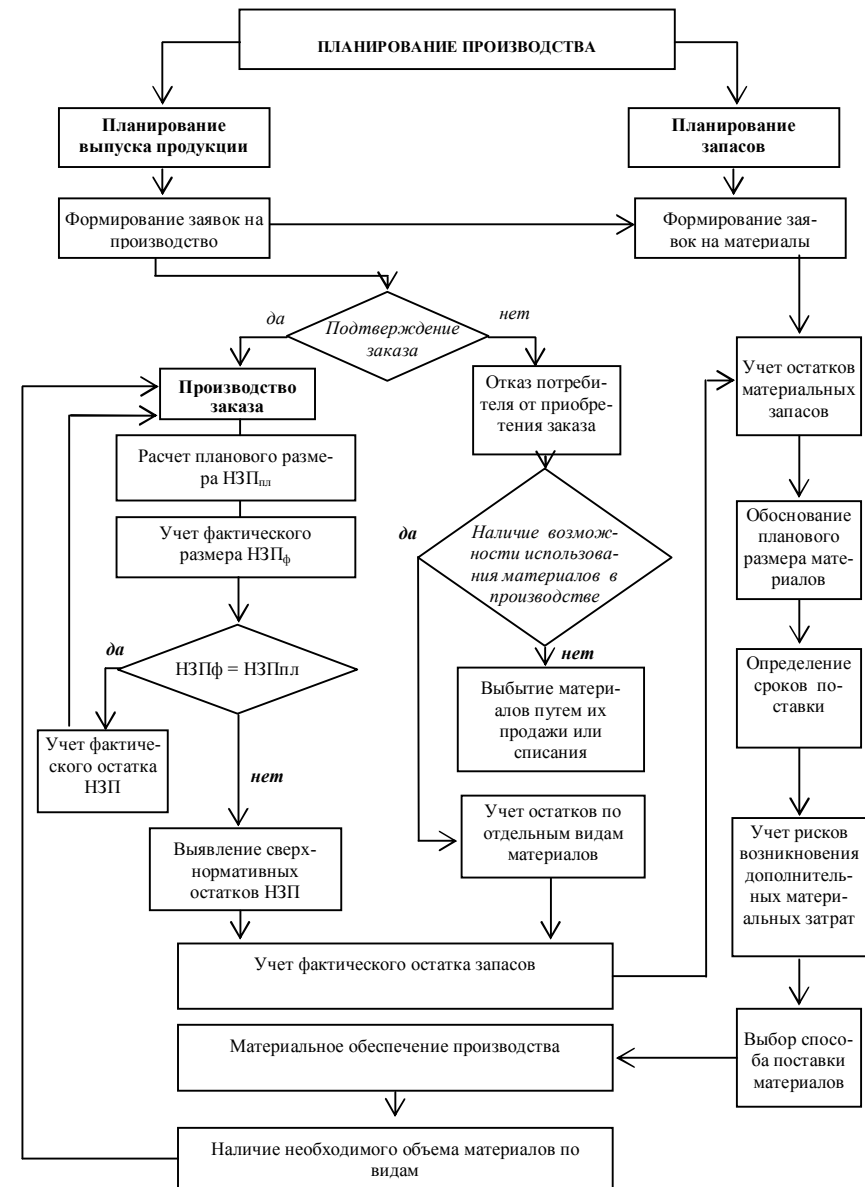 ПЛАНИРОВАНИЕ ПРОИЗВОДСТВА
Планирование
выпуска продукции
Планирование
запасов
Формирование заявок на
производство
Формирование зая-
вок на материалы
да
Подтверждение
заказа
нет
Производство
заказа
Отказ потреби-
теля от приобре-
тения заказа
Учет остатков
материальных
запасов
Расчет планового разме-
ра НЗПпл
Учет фактического
размера НЗПф
да
Наличие возмож-
ности использова-
ния материалов в
производстве
Обоснование
планового
размера мате-
риалов
да
НЗПф = НЗПпл
нет
Выбытие матери-
алов путем их
продажи или
списания
Определение
сроков по-
ставки
Учет фактиче-
ского остатка
НЗП
нет
Учет остатков по
отдельным видам
материалов
Выявление сверх-
нормативных
остатков НЗП
Учет рисков
возникновения
дополнитель-
ных матери-
альных затрат
Учет фактического остатка запасов
Материальное обеспечение производства
Выбор спосо-
ба поставки
материалов
Наличие необходимого объема материалов по
видам